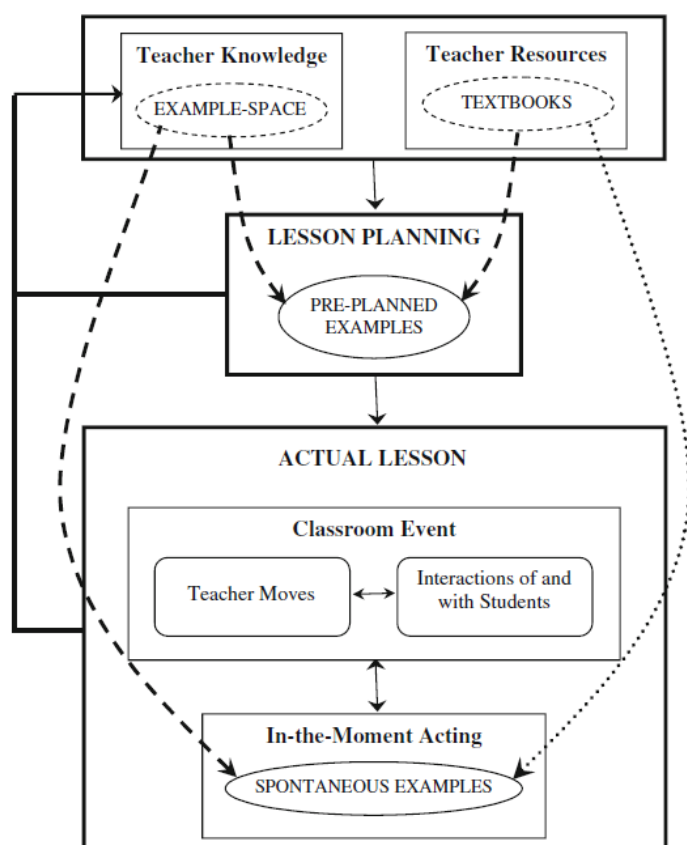 Teacher Knowledge
EXAMPLE-SPACE
Teacher Resources
TEXTBOOKS
LESSON PLANNING
PRE-PLANNED
EXAMPLES
ACTUAL LESSON
Classroom Event
Teacher Moves
Interactions of and
with Students
In-the-Moment Acting
SPONTANEOUS EXAMPLES